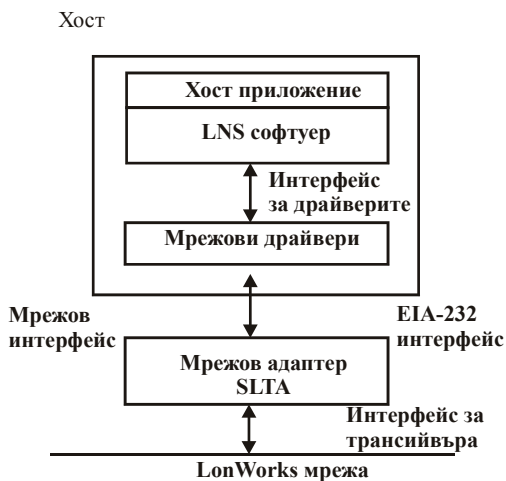 Хост
Хост приложение
LNS софтуер
Интерфейс
за драйверите
Мрежови драйвери
Мрежов
интерфейс
EIA-232
интерфейс
Мрежов адаптер
SLTA
Интерфейс за
трансийвъра
LonWorks мрежа